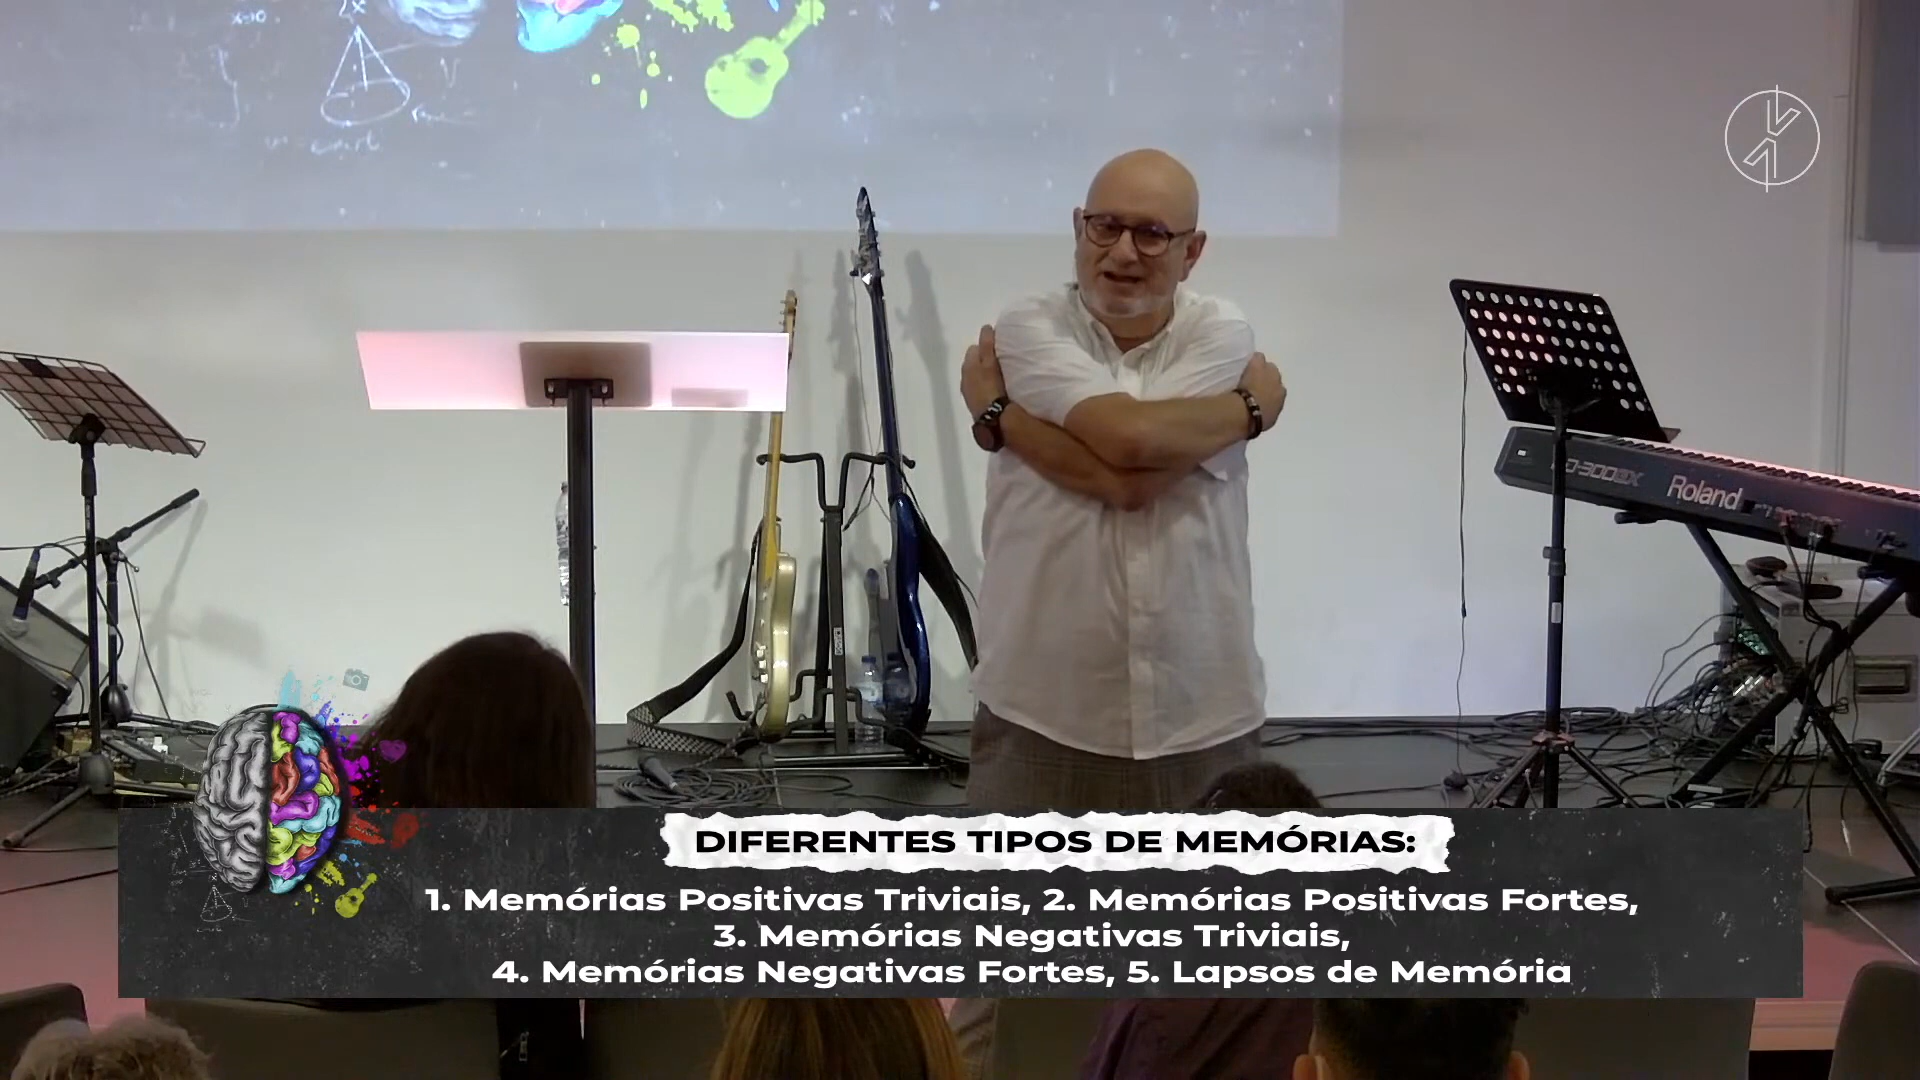 DIFERENTES TIPOS DE MEMÓRIAS:
1. Memórias Positivas Triviais, 2. Memórias Positivas Fortes,
3. Memórias Negativas Triviais,
4. Memórias Negativas Fortes, 5. Lapsos de Memória
Roland